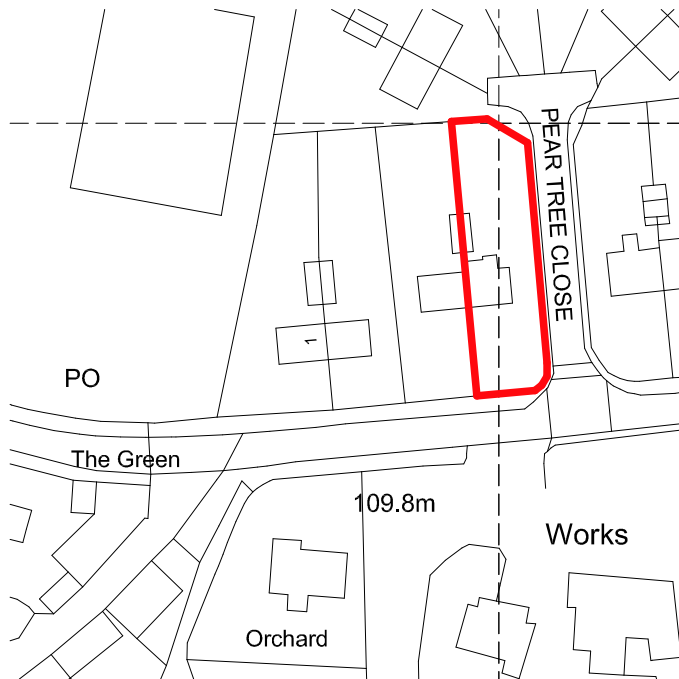 PEAR TREE CLOSE
1
PO
The Green
109.8m
Works
Orchard